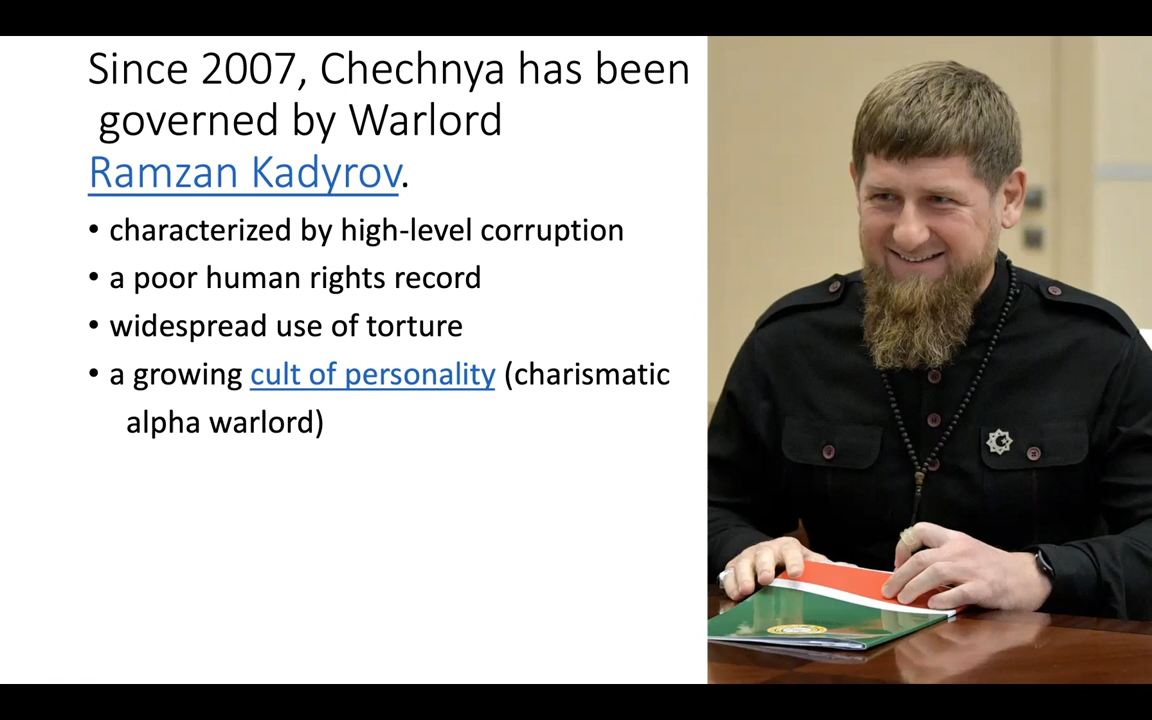 Since 2007, Chechnya has been
governed by Warlord
Ramzan Kadyrov.
• characterized by high-level corruption
• a poor human rights record
• widespread use of torture
• a growing cult of personality (charismatic
alpha warlord)